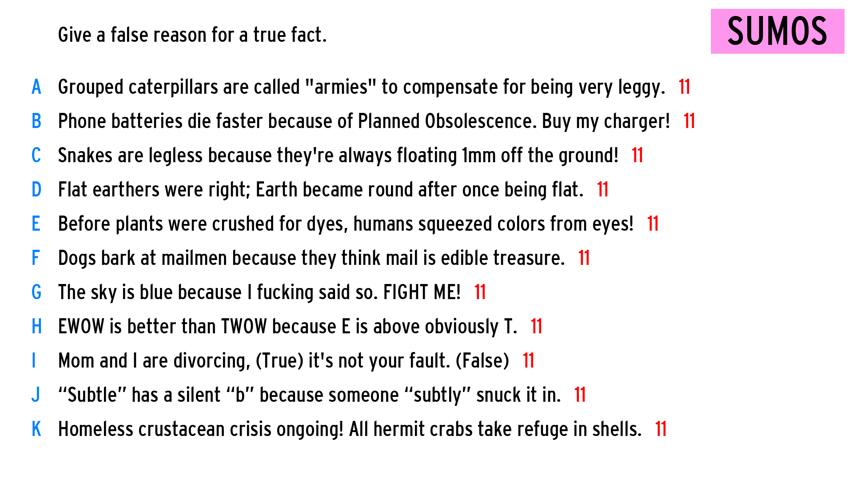 Give a false reason for a true fact.
SUMOS
A Grouped caterpillars are called "armies" to compensate for being very leggy. 11
B Phone batteries die faster because of Planned Obsolescence. Buy my charger! 11
C Snakes are legless because they're always floating 1mm off the ground! 11
D Flat earthers were right; Earth became round after once being flat. 11
E Before plants were crushed for dyes, humans squeezed colors from eyes! 11
F Dogs bark at mailmen because they think mail is edible treasure. 11
G The sky is blue because I fucking said so. FIGHT ME! 11
H EWOW is better than TWOW because E is above obviously T. 11
I Mom and I are divorcing, (True) it's not your fault. (False) 11
J “Subtle” has a silent “b” because someone “subtly” snuck it in. 11
K Homeless crustacean crisis ongoing! All hermit crabs take refuge in shells. 11